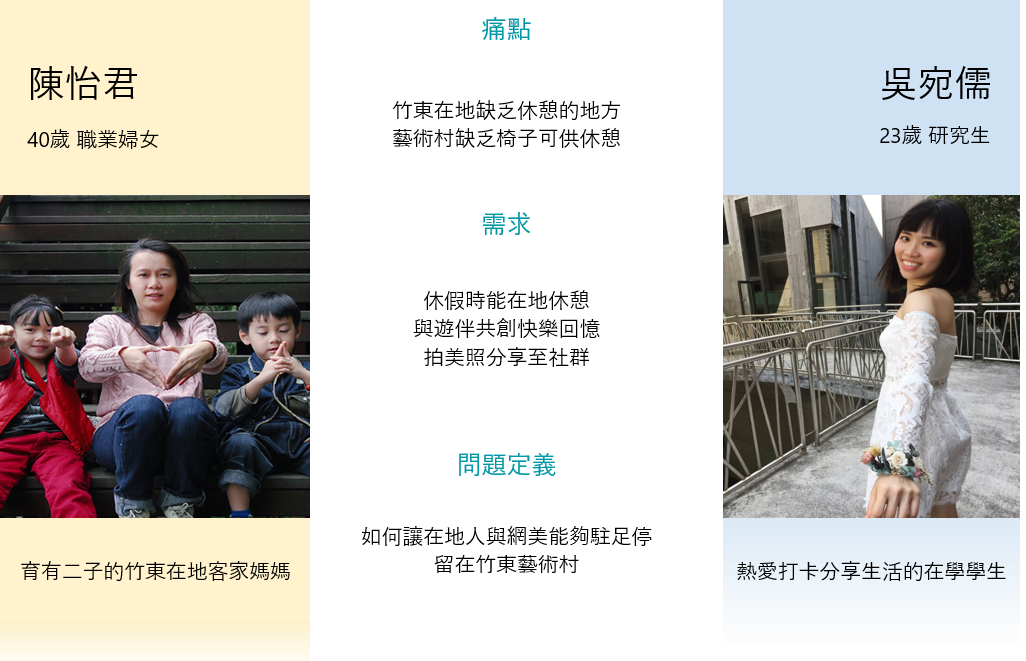 陳怡君
40歲 職業婦女
育有二子的竹東在地客家媽媽
痛點
竹東在地缺乏休憩的地方
藝術村缺乏椅子可供休憩
需求
休假時能在地休憩
與遊伴共創快樂回憶
拍美照分享至社群
問題定義
如何讓在地人與網美能夠駐足停
留在竹東藝術村
吳宛儒
23歲 研究生
熱愛打卡分享生活的在學學生